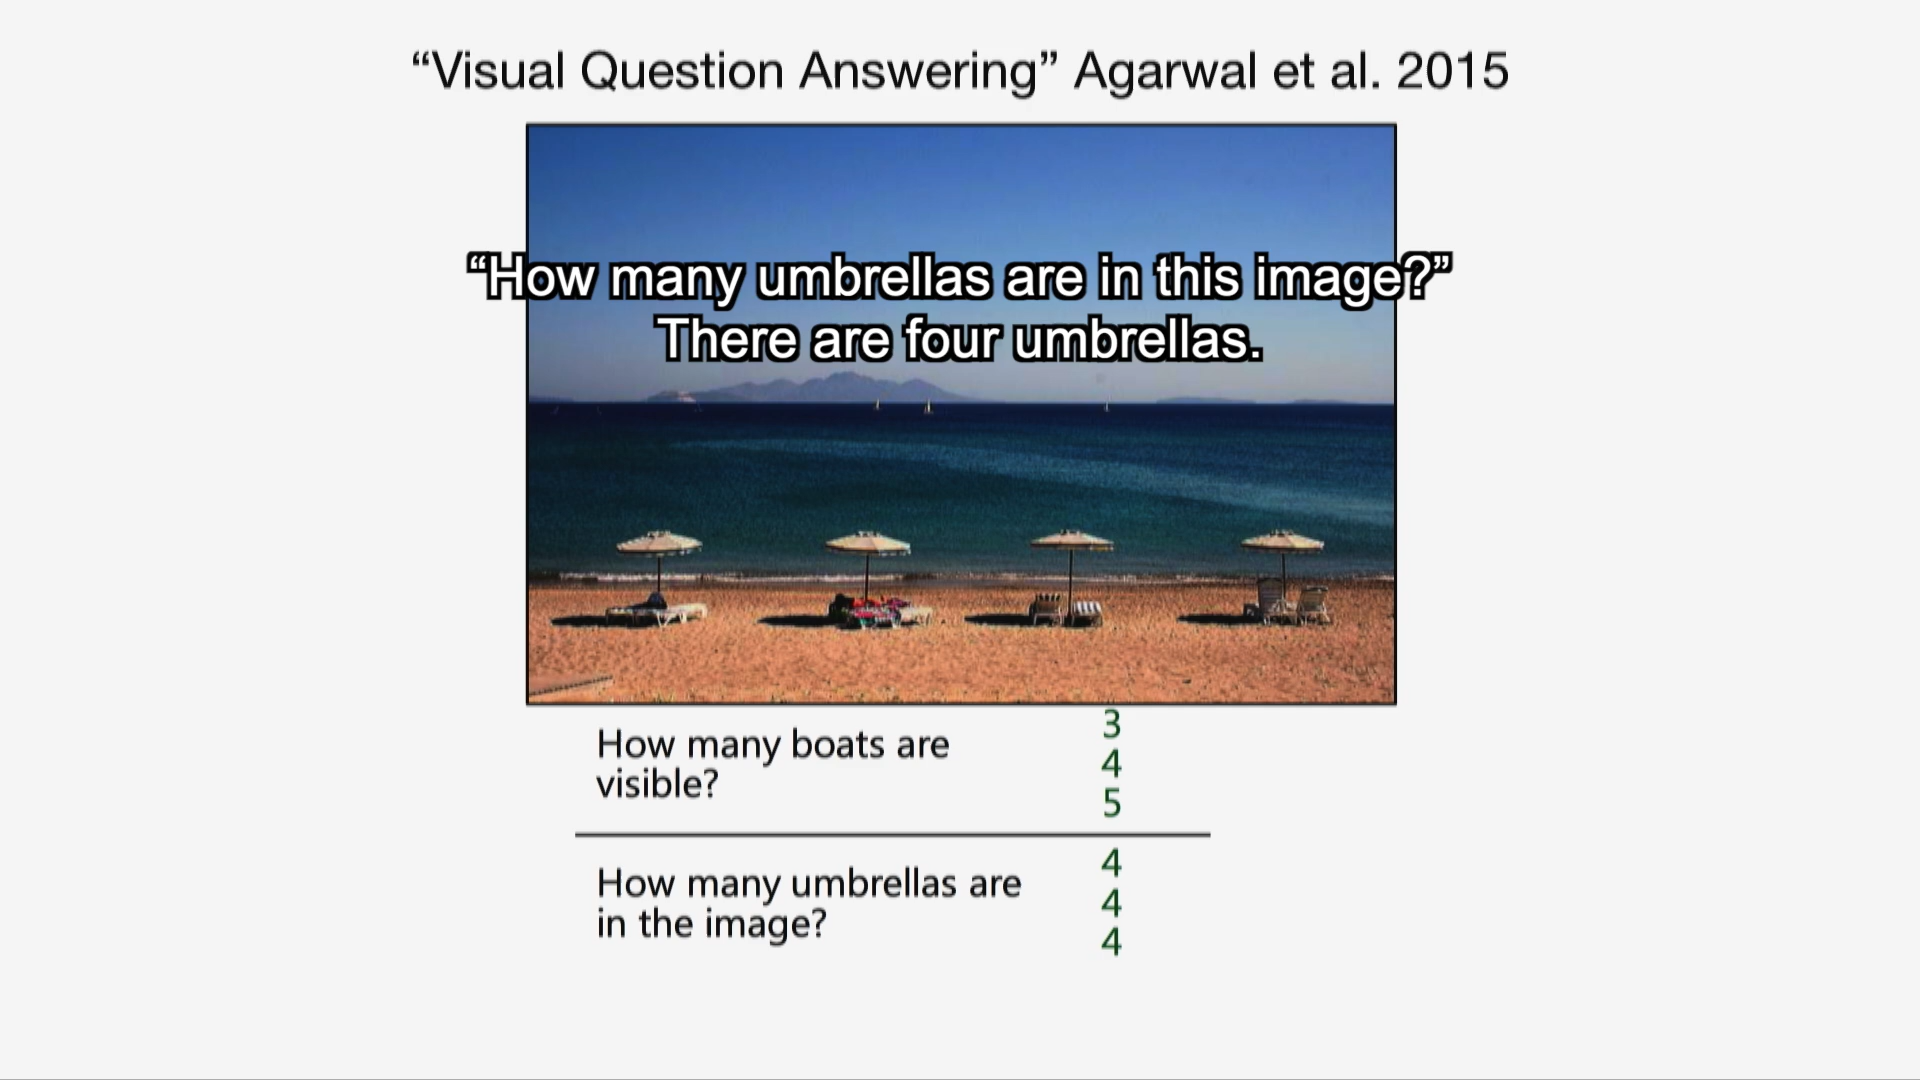 “Visual Question Answering” Agarwal et al. 2015
“How many umbrellas are in this image?”
There are four umbrellas.
How many boats are
visible?
3
4
5
How many umbrellas are
in the image?
4
4
4